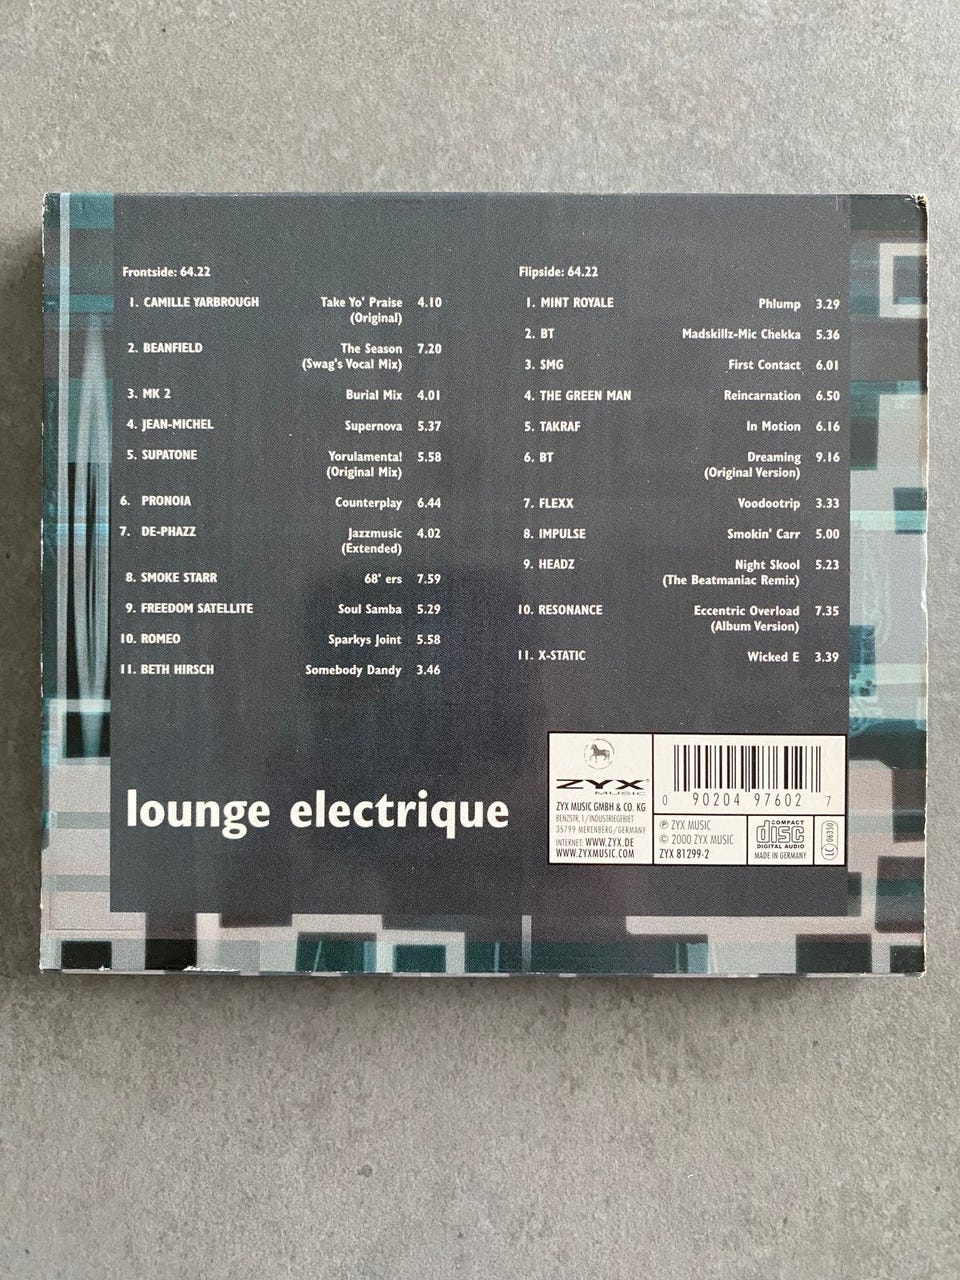 Frontside: 64.22
1. CAMILLE YARBROUGH Take Yo' Praise 4.10
(Original)
2. BEANFIELD The Season 7.20
(Swag's Vocal Mix)
3. MK 2 Burial Mix 4.01
4. JEAN-MICHEL Supernova 5.37
5. SUPATONE Yorulamenta! 5.58
(Original Mix)
6. PRONOIA Counterplay 6.44
7. DE-PHAZZ Jazzmusic 4.02
(Extended)
8. SMOKE STARR 68' ers 7.59
9. FREEDOM SATELLITE Soul Samba 5.29
10. ROMEO Sparkys Joint 5.58
11. BETH HIRSCH Somebody Dandy 3.46
Flipside: 64.22
1. MINT ROYALE Phlump 3.29
2. BT Madskillz-Mic Chekka 5.36
3. SMG First Contact 6.01
4. THE GREEN MAN Reincarnation 6.50
5. TAKRAF In Motion 6.16
6. BT Dreaming 9.16
(Original Version)
7. FLEXX Voodootrip 3.33
8. IMPULSE Smokin' Carr 5.00
9. HEADZ Night Skool 5.23
(The Beatmaniac Remix)
10. RESONANCE Eccentric Overload 7.35
(Album Version)
11. X-STATIC Wicked E 3.39
lounge electrique
ZYX®
MUSIC
ZYX MUSIC GMBH & CO. KG
BENZSTR.1/INDUSTRIEGEBIET
35799 MERENBERG/GERMANY
INTERNET: WWW.ZYX.DE
WWW.ZYXMUSIC.COM
0 90204 97602 7
℗ ZYX MUSIC
© 2000 ZYX MUSIC
ZYX 81299-2
COMPACT
disc
DIGITAL AUDIO
MADE IN GERMANY
LC 06350